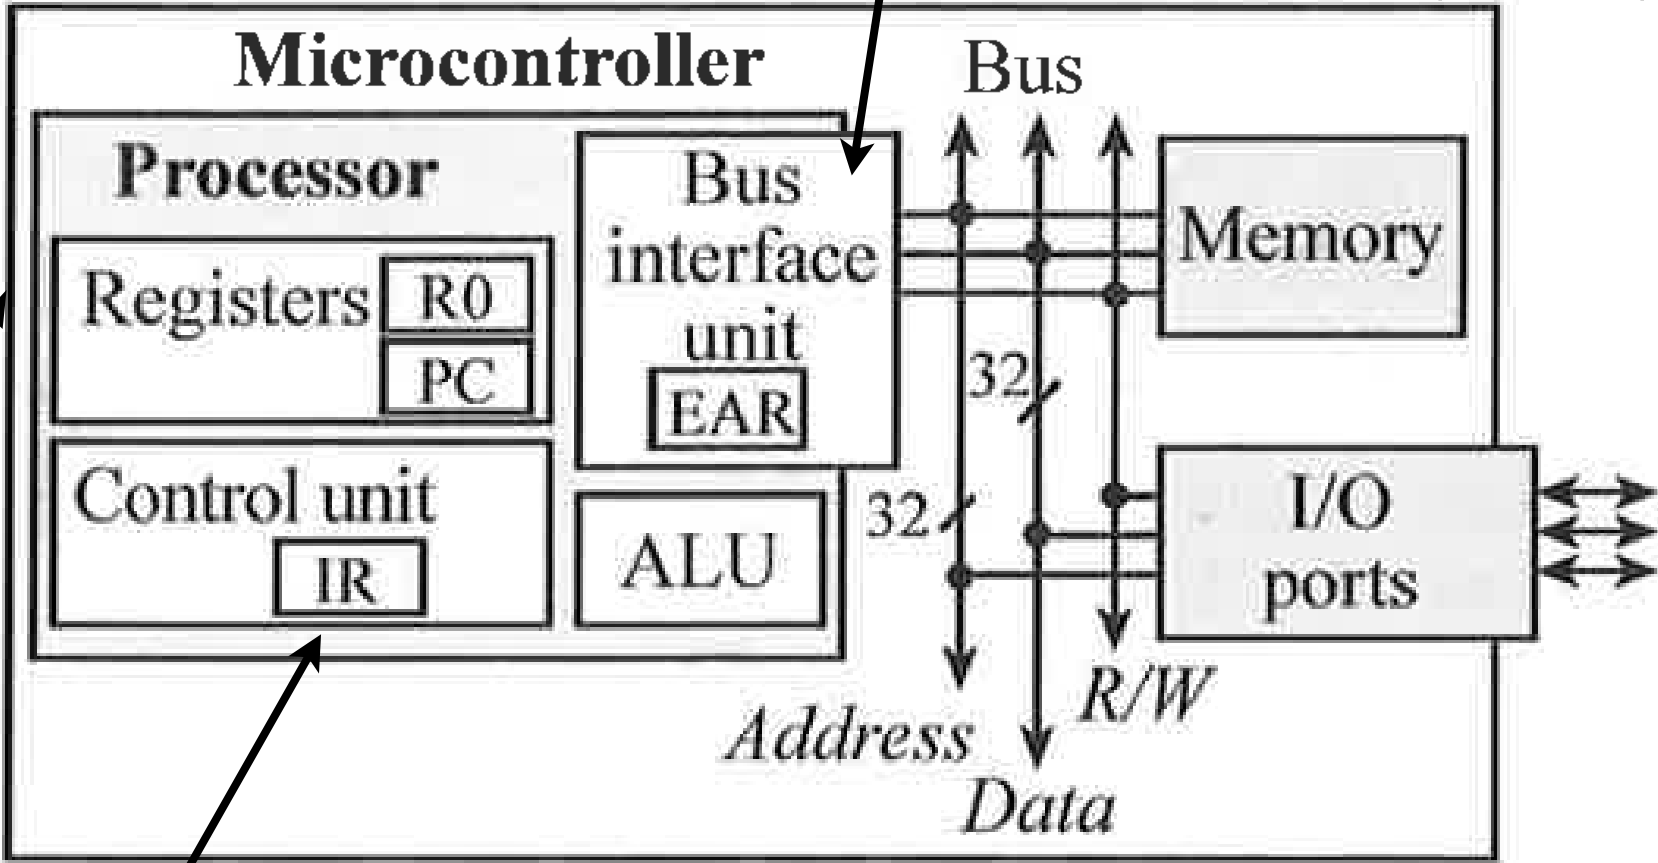 Microcontroller
Bus
Processor
Registers
R0
PC
Control unit
IR
Bus
interface
unit
EAR
ALU
32
32
Memory
I/O
ports
Address
Data
R/W